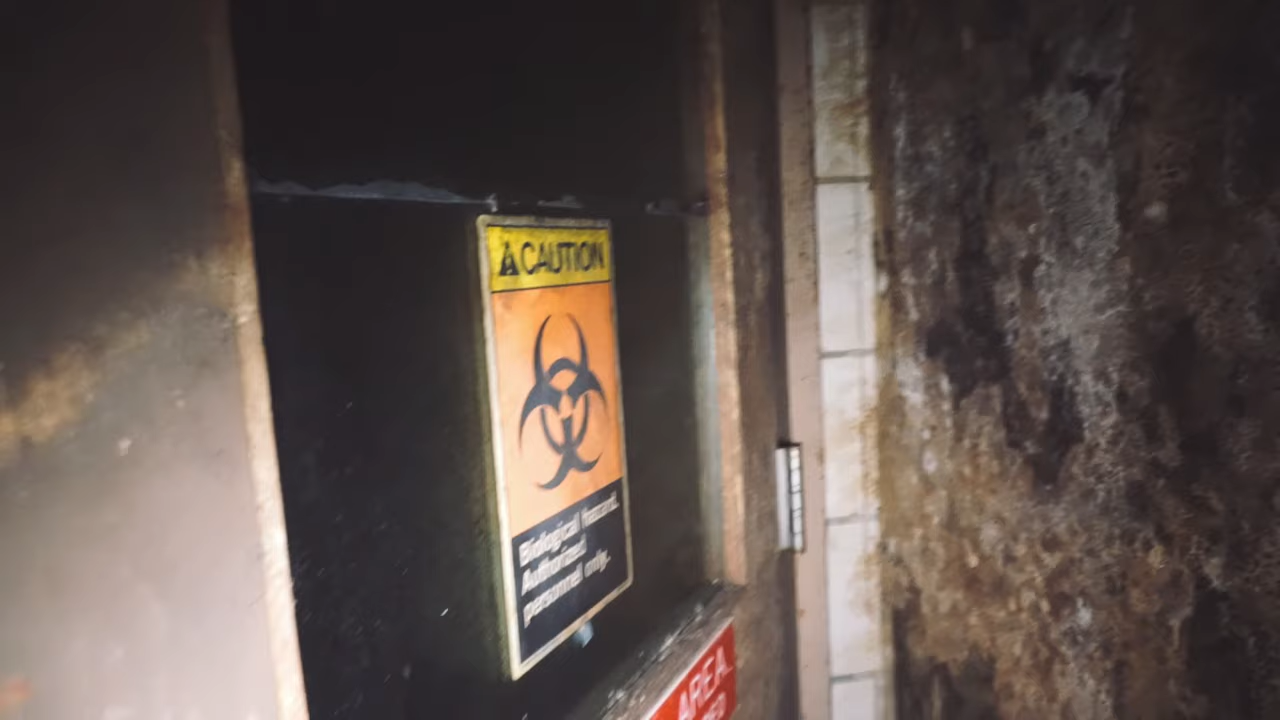 CAUTION
Biological hazard.
Authorized
personnel only.
AREA.